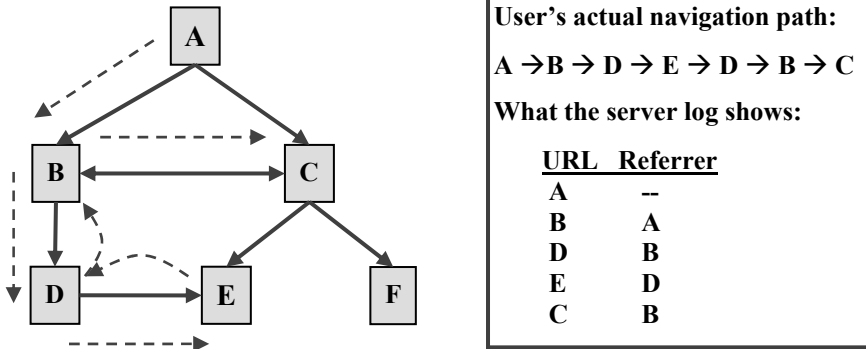 A
B
C
D
E
F
User’s actual navigation path:
A → B → D → E → D → B → C
What the server log shows:
URL Referrer
A --
B A
D B
E D
C B